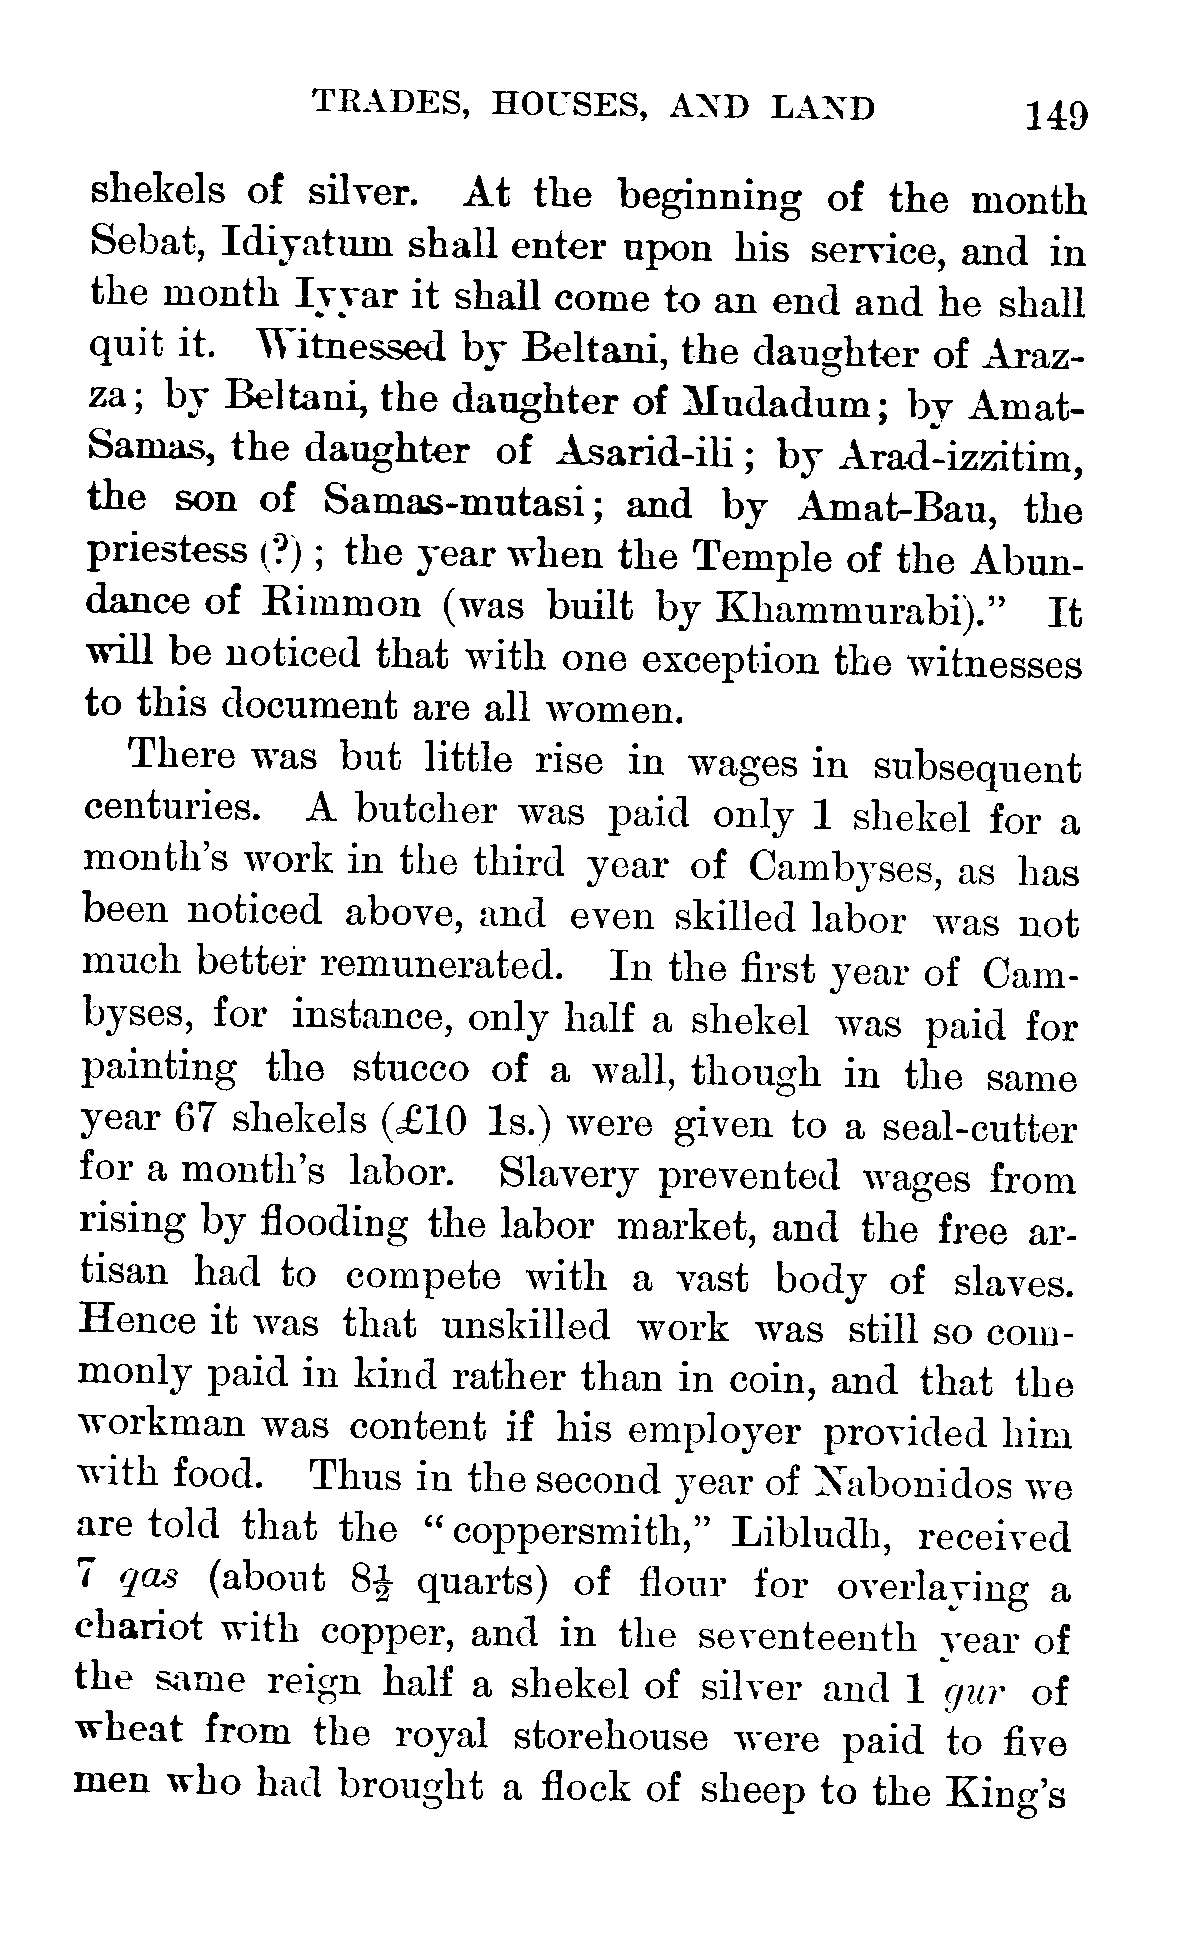 TRADES, HOUSES, AND LAND 149
shekels of silver. At the beginning of the month
Sebat, Idiyatum shall enter upon his service, and in
the month Iyyar it shall come to an end and he shall
quit it. Witnessed by Beltani, the daughter of Araz-
za; by Beltani, the daughter of Mudadum; by Amat-
Samas, the daughter of Asarid-ili; by Arad-izzitim,
the son of Samas-mutasi; and by Amat-Bau, the
priestess (?); the year when the Temple of the Abun-
dance of Rimmon (was built by Khammurabi)." It
will be noticed that with one exception the witnesses
to this document are all women.
There was but little rise in wages in subsequent
centuries. A butcher was paid only 1 shekel for a
month's work in the third year of Cambyses, as has
been noticed above, and even skilled labor was not
much better remunerated. In the first year of Cam-
byses, for instance, only half a shekel was paid for
painting the stucco of a wall, though in the same
year 67 shekels (£10 1s.) were given to a seal-cutter
for a month's labor. Slavery prevented wages from
rising by flooding the labor market, and the free ar-
tisan had to compete with a vast body of slaves.
Hence it was that unskilled work was still so com-
monly paid in kind rather than in coin, and that the
workman was content if his employer provided him
with food. Thus in the second year of Nabonidos we
are told that the "coppersmith," Libludh, received
7 qas (about 8½ quarts) of flour for overlaying a
chariot with copper, and in the seventeenth year of
the same reign half a shekel of silver and 1 gur of
wheat from the royal storehouse were paid to five
men who had brought a flock of sheep to the King's